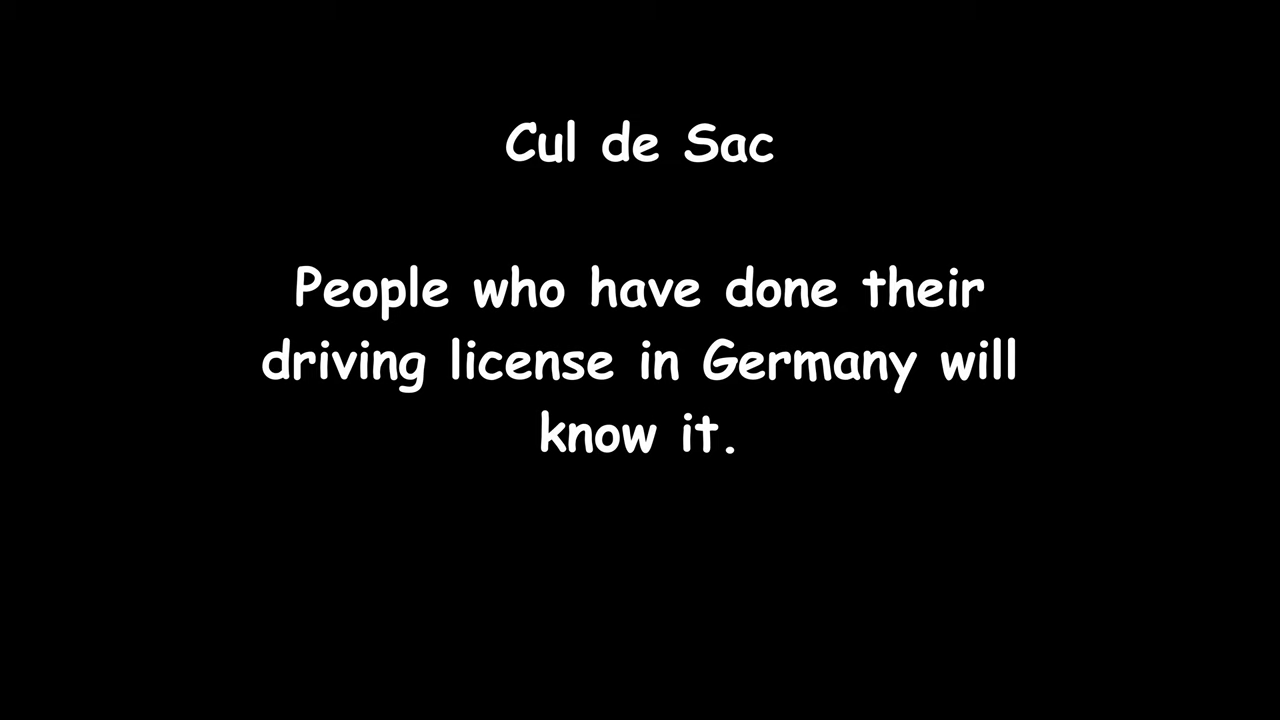 Cul de Sac
People who have done their
driving license in Germany will
know it.